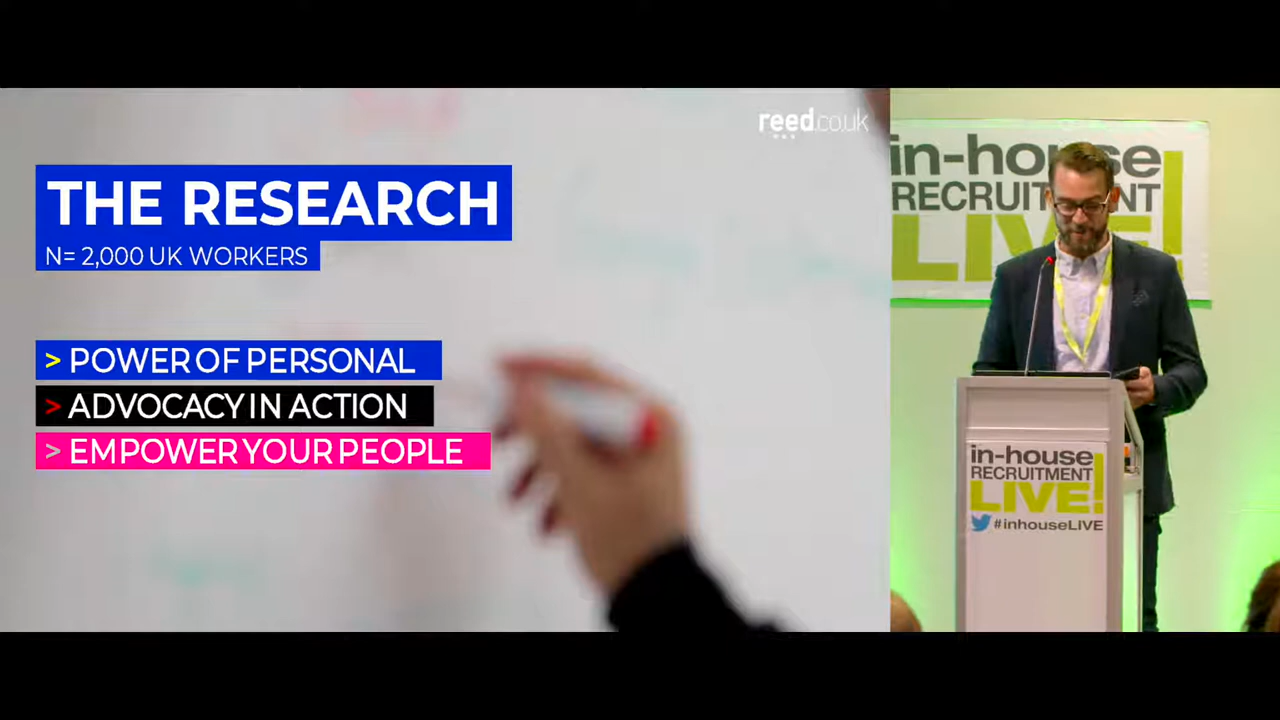 reed.co.uk
THE RESEARCH
N= 2,000 UK WORKERS
> POWER OF PERSONAL
> ADVOCACY IN ACTION
> EMPOWER YOUR PEOPLE
in-house
RECRUITMENT
LIVE!
in-house
RECRUITMENT
LIVE!
#inhouseLIVE